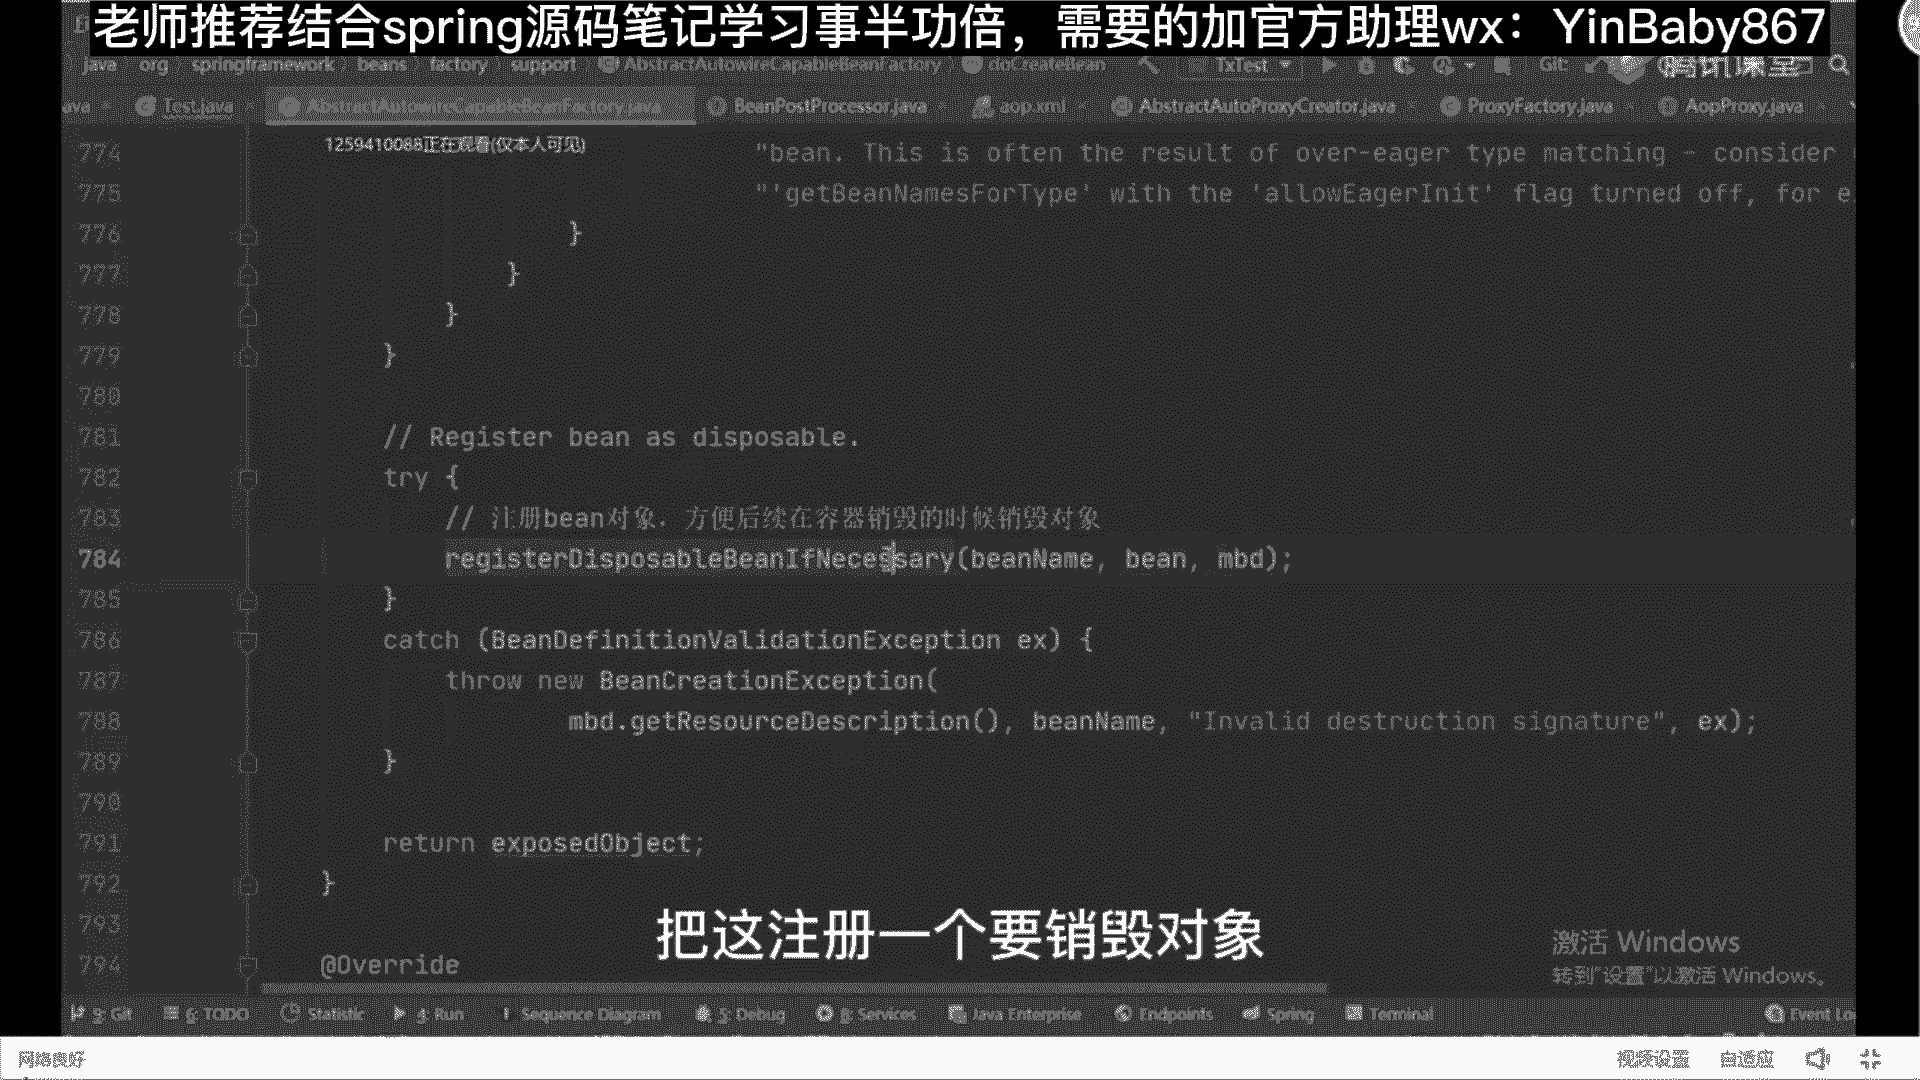 老师推荐结合spring源码笔记学习事半功倍，需要的加官方助理wx：YinBaby867
java org springframework beans factory support AbstractAutowireCapableBeanFactory doCreateBean TxTest Git: 腾讯课堂
ava Test.java AbstractAutowireCapableBeanFactory.java BeanPostProcessor.java aop.xml AbstractAutoProxyCreator.java ProxyFactory.java AopProxy.java
1259410088正在观看(仅本人可见)
774 "bean. This is often the result of over-eager type matching - consider
775 "'getBeanNamesForType' with the 'allowEagerInit' flag turned off, for e
776 }
777 }
778 }
779 }
780
781 // Register bean as disposable.
782 try {
783 // 注册bean对象，方便后续在容器销毁的时候销毁对象
784 registerDisposableBeanIfNecessary(beanName, bean, mbd);
785 }
786 catch (BeanDefinitionValidationException ex) {
787 throw new BeanCreationException(
788 mbd.getResourceDescription(), beanName, "Invalid destruction signature", ex);
789 }
790
791 return exposedObject;
792 }
793
794 @Override
把这注册一个要销毁对象
激活 Windows
转到"设置"以激活 Windows。
9: Git 6: TODO Statistic 4: Run Sequence Diagram 5: Debug 8: Services Java Enterprise Endpoints Spring Terminal Event Lo
网络良好 视频设置 自适应